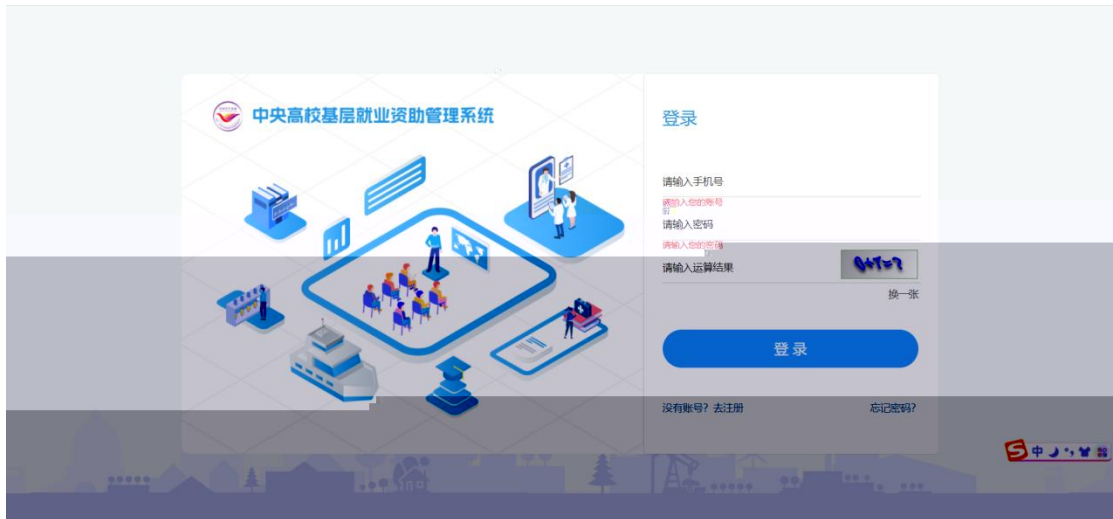 中央高校基层就业资助管理系统
登录
请输入手机号
请输入您的账号
请输入密码
请输入您的密码
请输入运算结果
换一张
登录
没有账号？去注册
忘记密码?
中